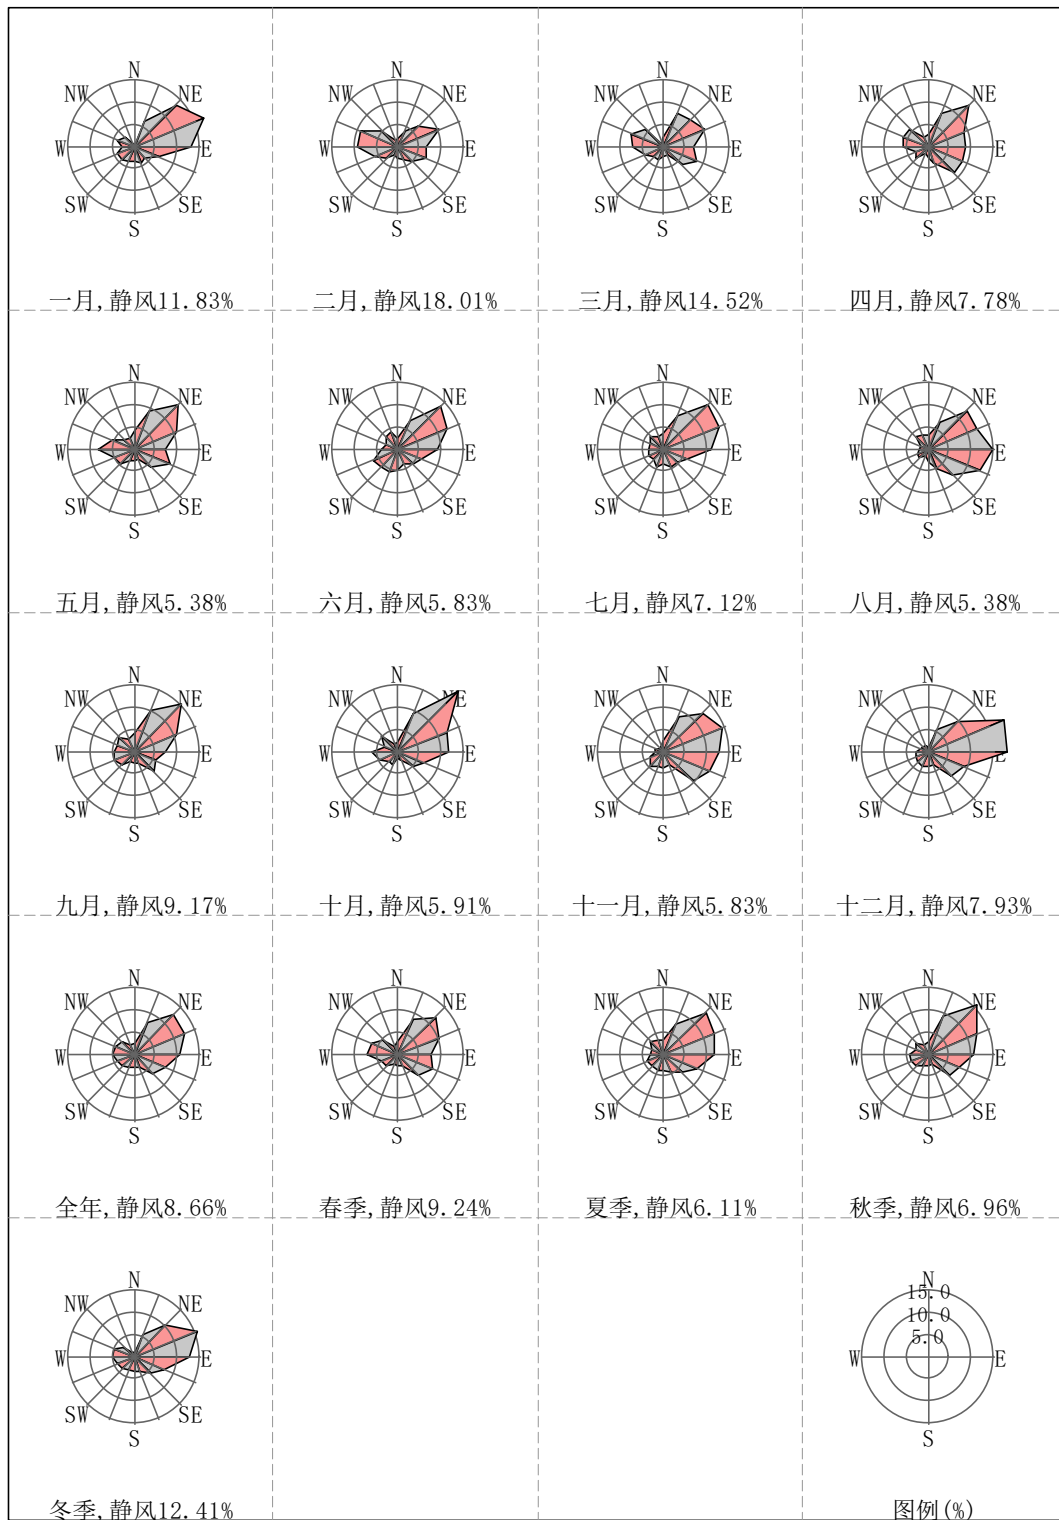 N
NW NE
W E
SW SE
S
一月,静风11.83%
N
NW NE
W E
SW SE
S
二月,静风18.01%
N
NW NE
W E
SW SE
S
三月,静风14.52%
N
NW NE
W E
SW SE
S
四月,静风7.78%
N
NW NE
W E
SW SE
S
五月,静风5.38%
N
NW NE
W E
SW SE
S
六月,静风5.83%
N
NW NE
W E
SW SE
S
七月,静风7.12%
N
NW NE
W E
SW SE
S
八月,静风5.38%
N
NW NE
W E
SW SE
S
九月,静风9.17%
N
NW NE
W E
SW SE
S
十月,静风5.91%
N
NW NE
W E
SW SE
S
十一月,静风5.83%
N
NW NE
W E
SW SE
S
十二月,静风7.93%
N
NW NE
W E
SW SE
S
全年,静风8.66%
N
NW NE
W E
SW SE
S
春季,静风9.24%
N
NW NE
W E
SW SE
S
夏季,静风6.11%
N
NW NE
W E
SW SE
S
秋季,静风6.96%
N
NW NE
W E
SW SE
S
冬季,静风12.41%
N
15.0
10.0
5.0
W E
S
图例(%)